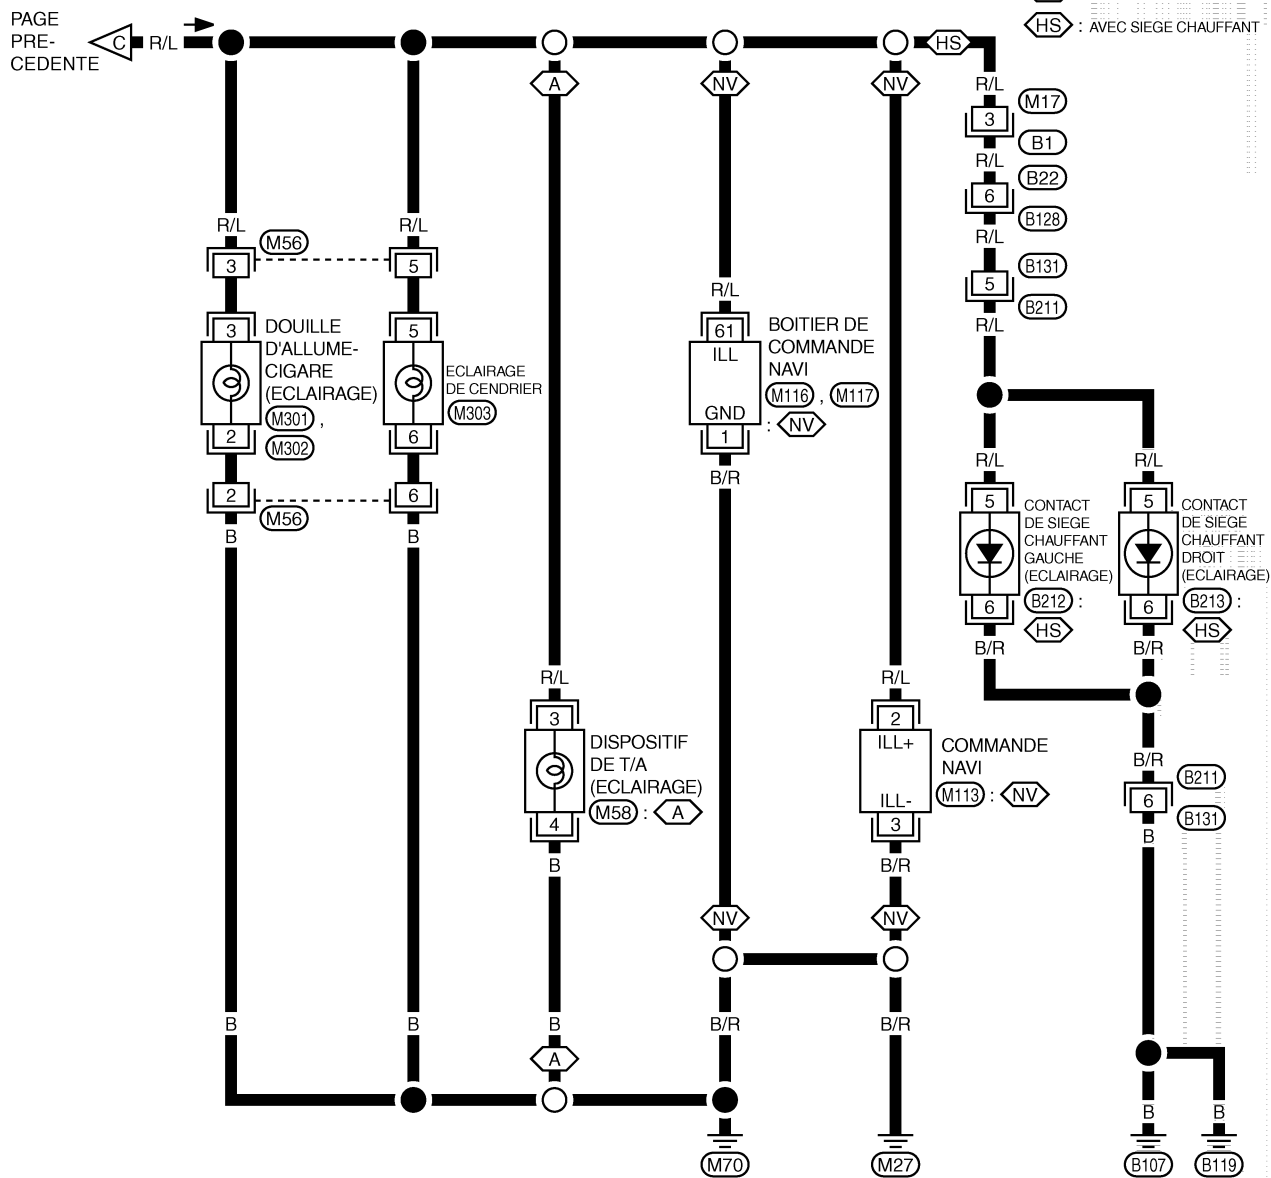 PAGE
PRE-
CEDENTE
C
R/L
HS
HS : AVEC SIEGE CHAUFFANT
A
NV
NV
R/L
M17
3
B1
R/L
B22
6
B128
R/L
B131
5
B211
R/L
R/L
R/L
M56
3
5
R/L
3
DOUILLE
D'ALLUME-
CIGARE
(ECLAIRAGE)
M301 ,
M302
2
5
ECLAIRAGE
DE CENDRIER
M303
6
61
ILL
GND
1
BOITIER DE
COMMANDE
NAVI
M116 , M117
: NV
B/R
2
6
M56
B
B
R/L
R/L
5
CONTACT
DE SIEGE
CHAUFFANT
GAUCHE
(ECLAIRAGE)
B212 :
HS
6
B/R
5
CONTACT
DE SIEGE
CHAUFFANT
DROIT
(ECLAIRAGE)
B213 :
HS
6
B/R
R/L
3
DISPOSITIF
DE T/A
(ECLAIRAGE)
M58 : A
4
B
R/L
2
ILL+
ILL-
3
COMMANDE
NAVI
M113 : NV
B/R
B/R
B211
6
B131
B
NV
NV
B
B
B
B/R
B/R
A
B
B
M70
M27
B107
B119